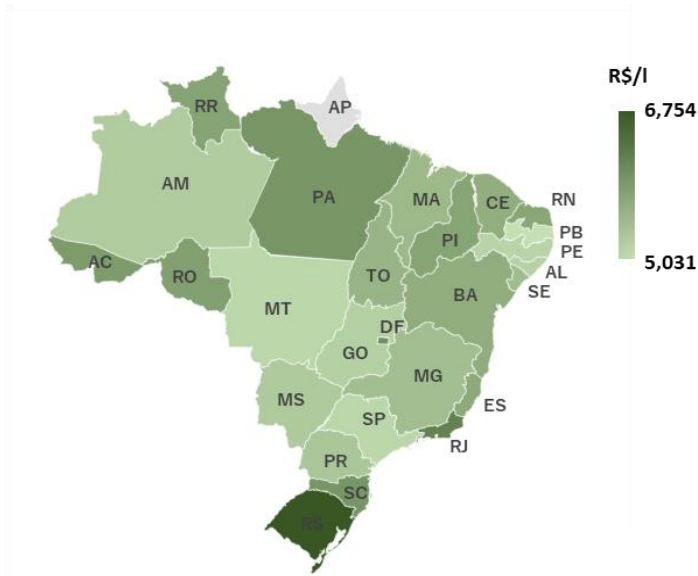 R$/l
6,754
5,031
RR
AP
AM
PA
MA
CE
RN
PB
PE
AL
SE
PI
AC
RO
TO
BA
MT
DF
GO
MG
MS
SP
ES
RJ
PR
SC
RS